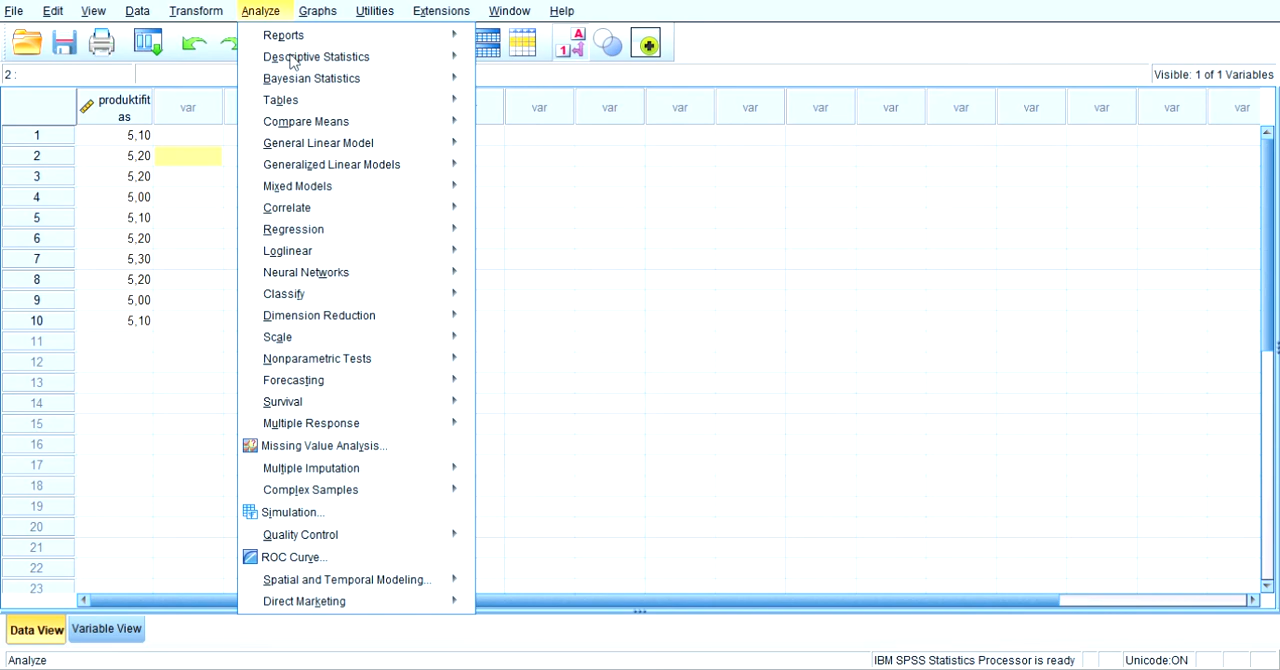 File Edit View Data Transform Analyze Graphs Utilities Extensions Window Help
A
1
2 :
Visible: 1 of 1 Variables
produktifit
as
var var var var var var var var var var var
1 5,10
2 5,20
3 5,20
4 5,00
5 5,10
6 5,20
7 5,30
8 5,20
9 5,00
10 5,10
11
12
13
14
15
16
17
18
19
20
21
22
23
Reports
Descriptive Statistics
Bayesian Statistics
Tables
Compare Means
General Linear Model
Generalized Linear Models
Mixed Models
Correlate
Regression
Loglinear
Neural Networks
Classify
Dimension Reduction
Scale
Nonparametric Tests
Forecasting
Survival
Multiple Response
Missing Value Analysis...
Multiple Imputation
Complex Samples
Simulation...
Quality Control
ROC Curve...
Spatial and Temporal Modeling...
Direct Marketing
Data View Variable View
Analyze
IBM SPSS Statistics Processor is ready
Unicode:ON